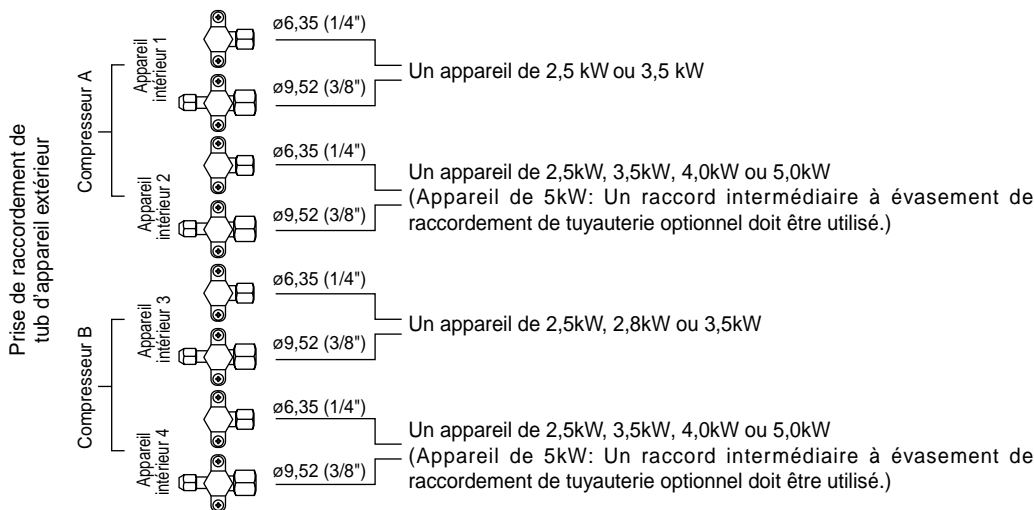 Prise de raccordement de
tub d'appareil extérieur
Compresseur A
Appareil
intérieur 1
ø6,35 (1/4")
ø9,52 (3/8")
Un appareil de 2,5 kW ou 3,5 kW
Appareil
intérieur 2
ø6,35 (1/4")
ø9,52 (3/8")
Un appareil de 2,5kW, 3,5kW, 4,0kW ou 5,0kW
(Appareil de 5kW: Un raccord intermédiaire à évasement de
raccordement de tuyauterie optionnel doit être utilisé.)
Compresseur B
Appareil
intérieur 3
ø6,35 (1/4")
ø9,52 (3/8")
Un appareil de 2,5kW, 2,8kW ou 3,5kW
Appareil
intérieur 4
ø6,35 (1/4")
ø9,52 (3/8")
Un appareil de 2,5kW, 3,5kW, 4,0kW ou 5,0kW
(Appareil de 5kW: Un raccord intermédiaire à évasement de
raccordement de tuyauterie optionnel doit être utilisé.)